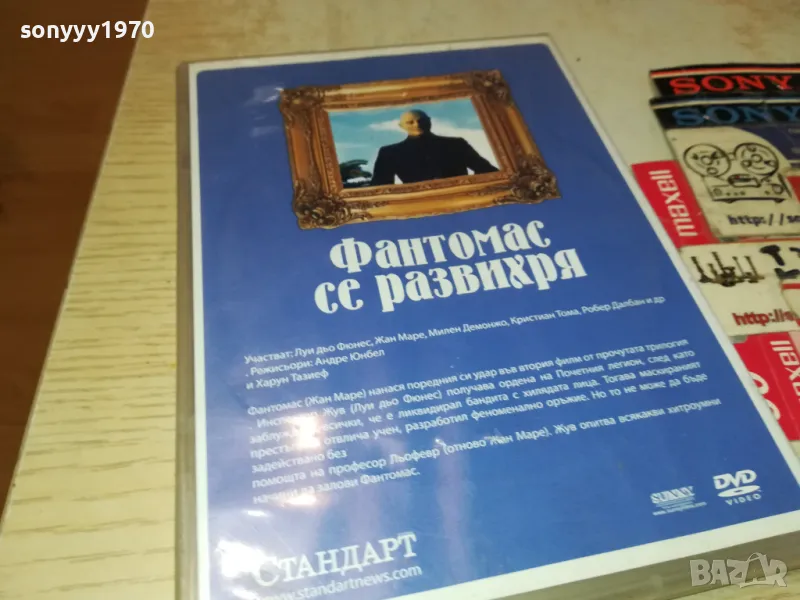 sonyyy1970
SONY
SONY
maxell
http://s
http://s
maxell
Фантомас
се развихря
Участват: Луи дьо Фюнес, Жан Маре, Милен Демонжо, Кристиан Тома, Робер Далбан и др
. Режисьори: Андре Юнбел
и Харун Тазиеф
Фантомас (Жан Маре) нанася поредния си удар във втория филм от прочутата трилогия
. Инспектор Жув (Луи дьо Фюнес) получава ордена на Почетния легион, след като
всички, че е ликвидирал бандита с хилядата лица. Тогава маскираният
отвлича учен, разработил феноменално оръжие. Но то не може да бъде
задействано без
помощта на професор Льофевр (отново Жан Маре). Жув опитва всякакви хитроумни
начини да залови Фантомас.
SUNNY
DVD
VIDEO
СТАНДАРТ
www.standartnews.com
BAZAR